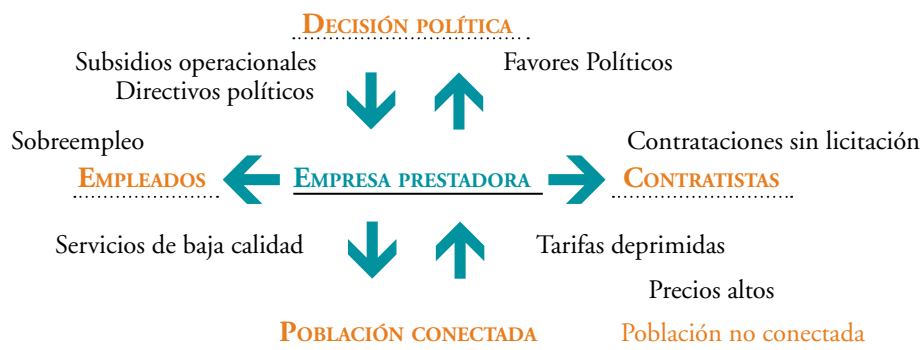 DECISIÓN POLÍTICA
Subsidios operacionales
Directivos políticos
Favores Políticos
Sobreempleo
Contrataciones sin licitación
EMPLEADOS
EMPRESA PRESTADORA
CONTRATISTAS
Servicios de baja calidad
Tarifas deprimidas
Precios altos
POBLACIÓN CONECTADA
Población no conectada